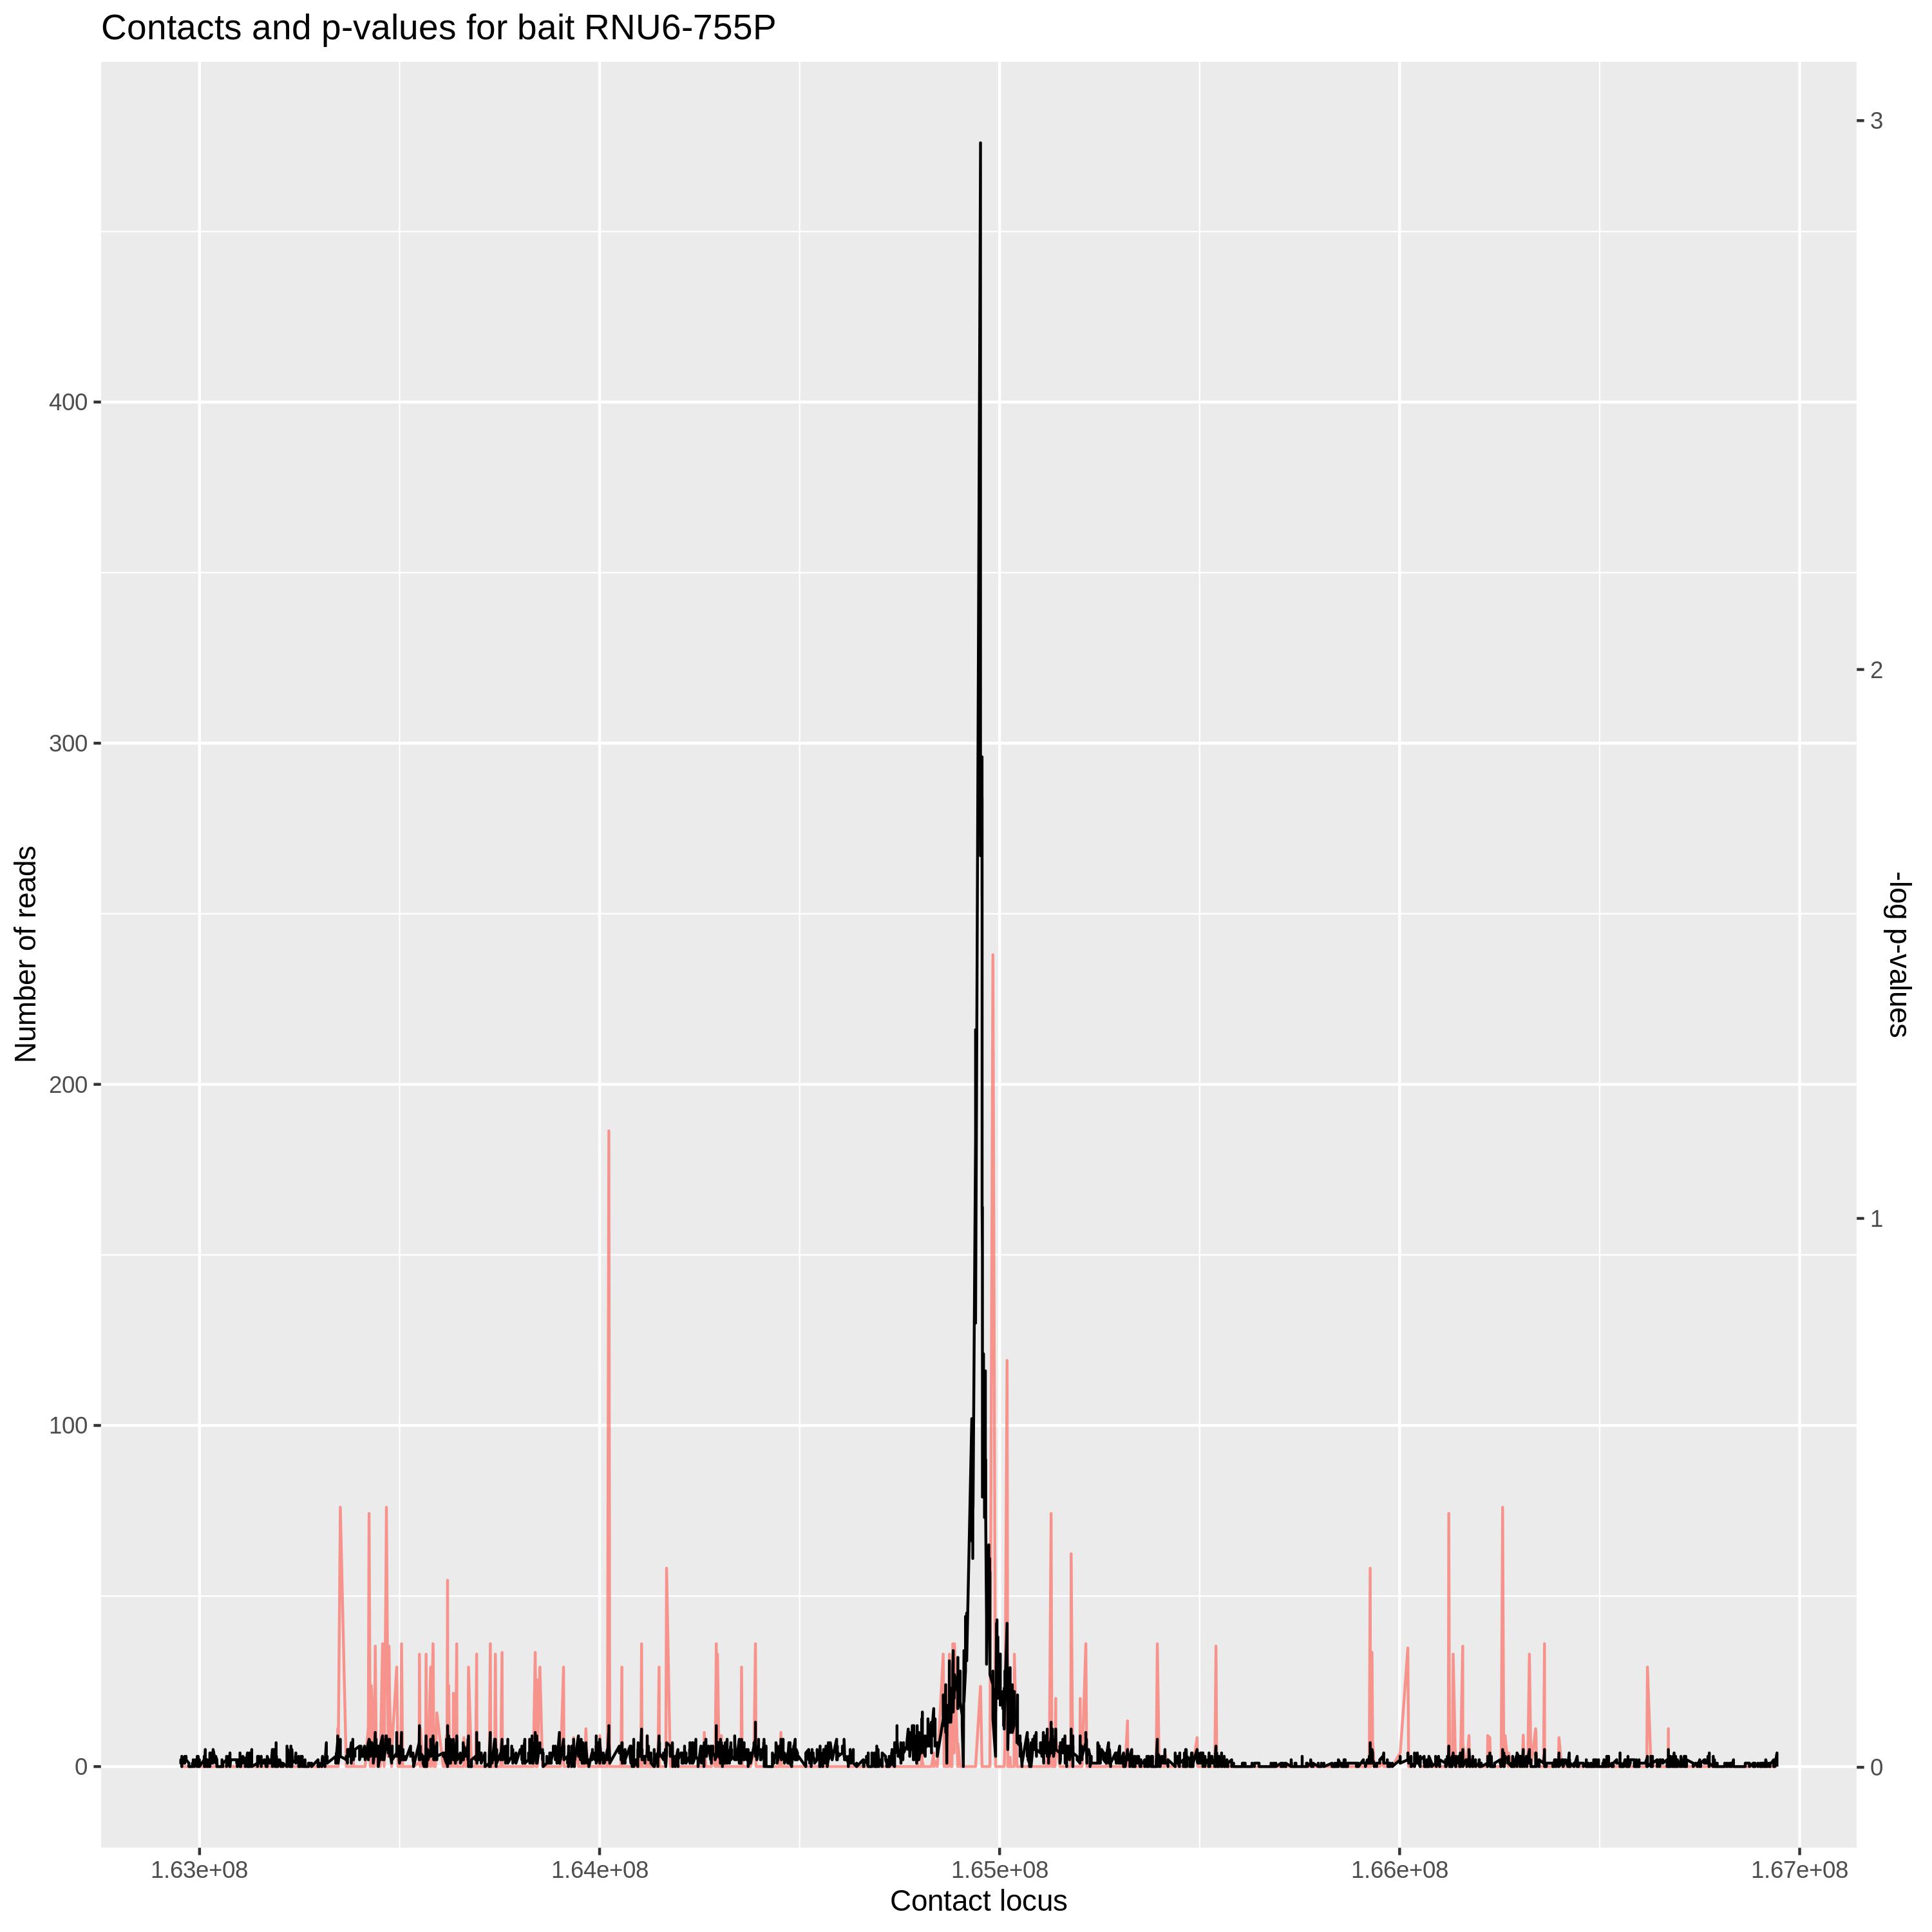 Contacts and p-values for bait RNU6-755P
Number of reads
400
300
200
100
0
3
2
1
0
-log p-values
1.63e+08
1.64e+08
1.65e+08
1.66e+08
1.67e+08
Contact locus